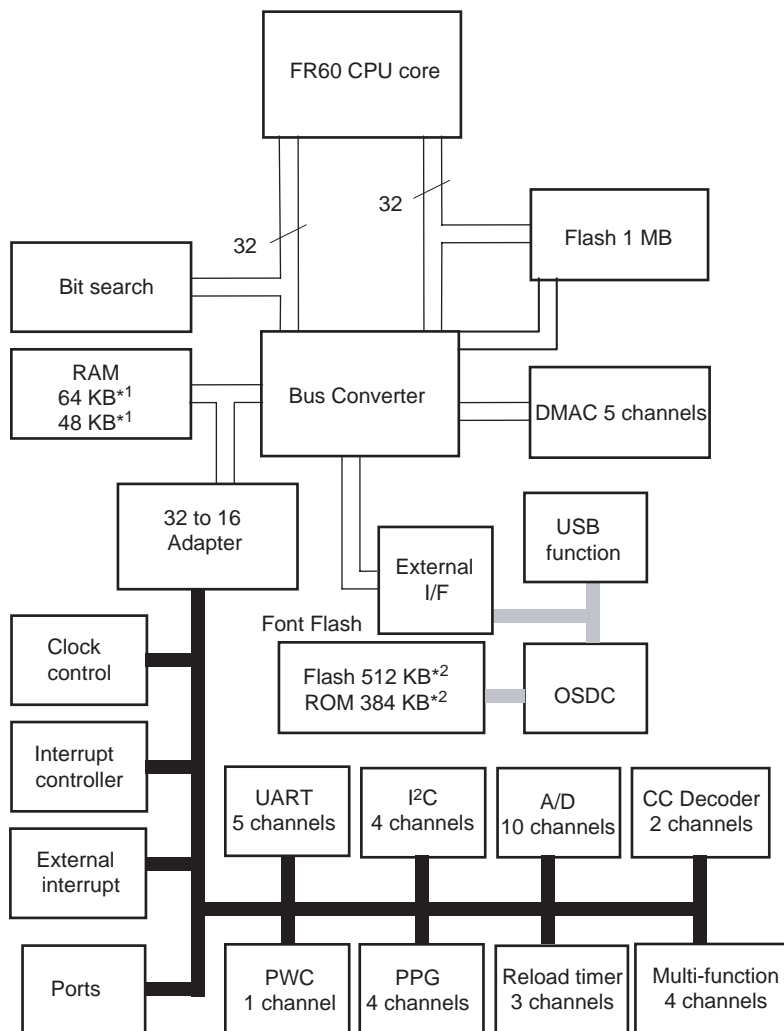 FR60 CPU core
32
32
Flash 1 MB
Bit search
RAM
64 KB*1
48 KB*1
Bus Converter
DMAC 5 channels
32 to 16
Adapter
USB
function
External
I/F
Font Flash
Clock
control
Flash 512 KB*2
ROM 384 KB*2
OSDC
Interrupt
controller
UART
5 channels
I²C
4 channels
A/D
10 channels
CC Decoder
2 channels
External
interrupt
Ports
PWC
1 channel
PPG
4 channels
Reload timer
3 channels
Multi-function
4 channels